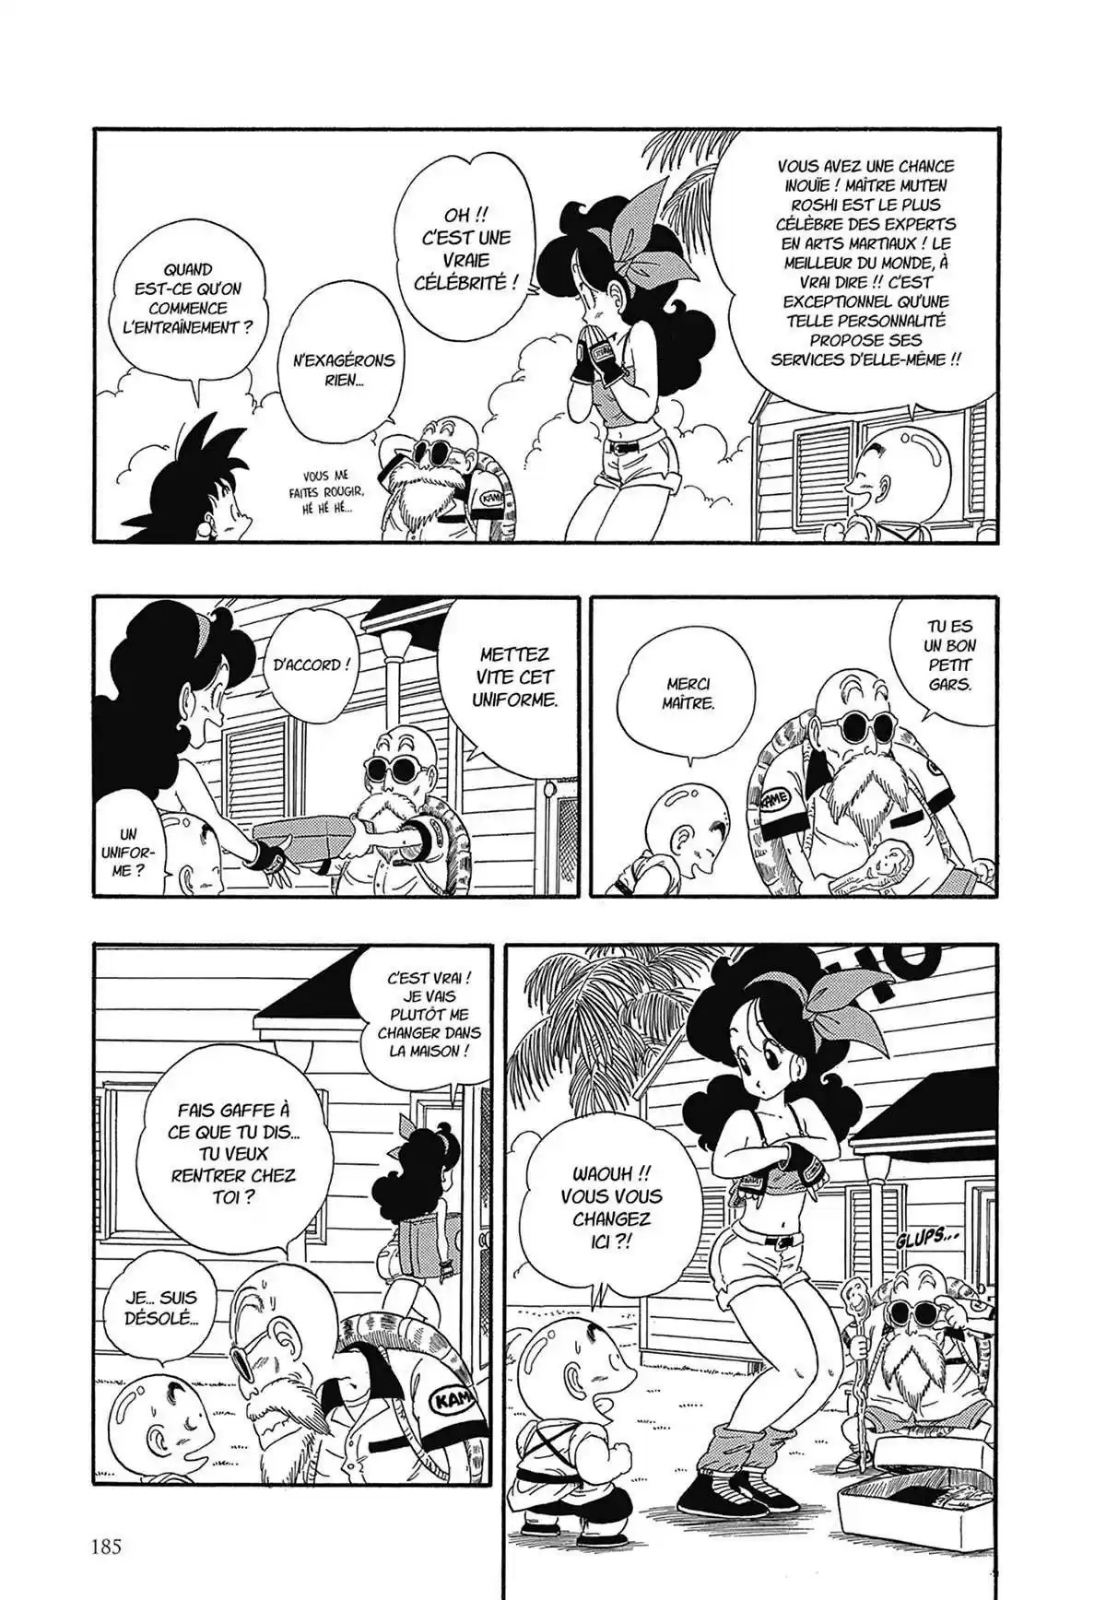 VOUS AVEZ UNE CHANCE
INOUÏE ! MAÎTRE MUTEN
ROSHI EST LE PLUS
CÉLÈBRE DES EXPERTS
EN ARTS MARTIAUX ! LE
MEILLEUR DU MONDE, À
VRAI DIRE !! C'EST
EXCEPTIONNEL QU'UNE
TELLE PERSONNALITÉ
PROPOSE SES
SERVICES D'ELLE-MÊME !!
OH !!
C'EST UNE
VRAIE
CÉLÉBRITÉ !
N'EXAGÉRONS
RIEN...
VOUS ME
FAITES ROUGIR,
HÉ HÉ HÉ...
KAME
QUAND
EST-CE QU'ON
COMMENCE
L'ENTRAÎNEMENT ?
TU ES
UN BON
PETIT
GARS.
MERCI
MAÎTRE.
KAME
METTEZ
VITE CET
UNIFORME.
D'ACCORD !
UN
UNIFOR-
ME ?
HO
WAOUH !!
VOUS VOUS
CHANGEZ
ICI ?!
GLUPS...
C'EST VRAI !
JE VAIS
PLUTÔT ME
CHANGER DANS
LA MAISON !
FAIS GAFFE À
CE QUE TU DIS...
TU VEUX
RENTRER CHEZ
TOI ?
JE... SUIS
DÉSOLÉ...
KAME
185